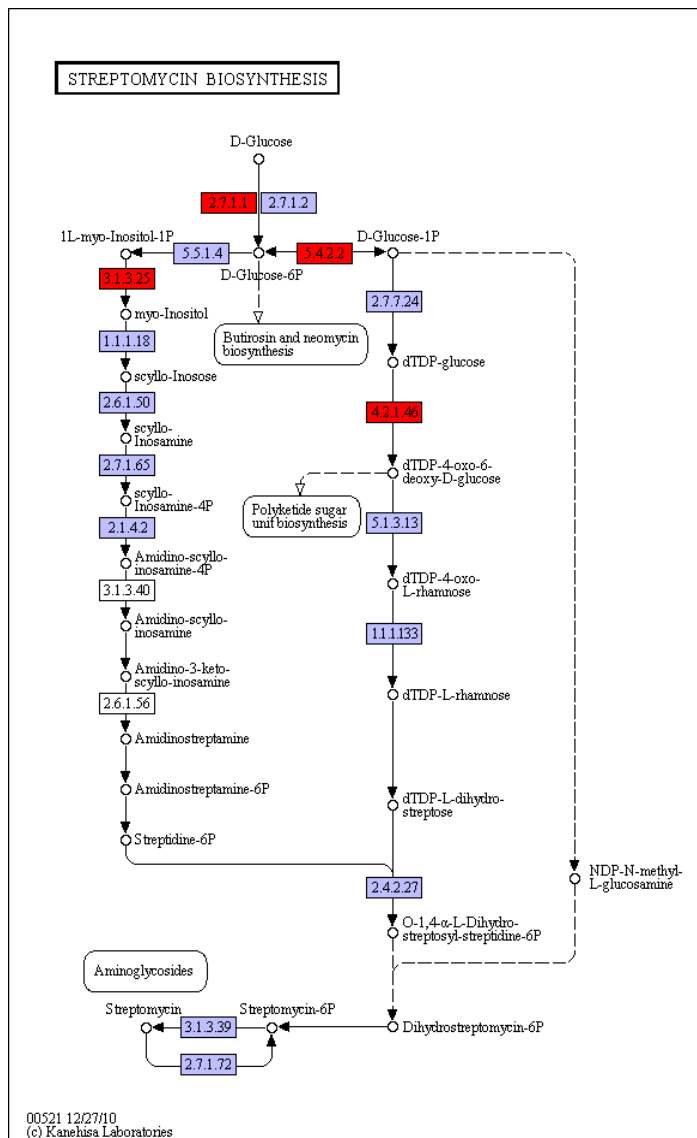 STREPTOMYCIN BIOSYNTHESIS
D-Glucose
2.7.1.1
2.7.1.2
1L-myo-Inositol-1P
D-Glucose-1P
5.5.1.4
5.4.2.2
D-Glucose-6P
3.1.3.25
2.7.7.24
myo-Inositol
Butirosin and neomycin
biosynthesis
1.1.1.18
dTDP-glucose
scyllo-Inosose
2.6.1.50
4.2.1.46
scyllo-
Inosamine
2.7.1.65
dTDP-4-oxo-6-
deoxy-D-glucose
scyllo-
Inosamine-4P
Polyketide sugar
unit biosynthesis
2.1.4.2
5.1.3.13
Amidino-scyllo-
inosamine-4P
3.1.3.40
dTDP-4-oxo-
L-rhamnose
Amidino-scyllo-
inosamine
1.1.1.133
Amidino-3-keto-
scyllo-inosamine
2.6.1.56
dTDP-L-rhamnose
Amidinostreptamine
Amidinostreptamine-6P
dTDP-L-dihydro-
streptose
Streptidine-6P
2.4.2.27
NDP-N-methyl-
L-glucosamine
O-1,4-α-L-Dihydro-
streptosyl-streptidine-6P
Aminoglycosides
Streptomycin
Streptomycin-6P
3.1.3.39
Dihydrostreptomycin-6P
2.7.1.72
00521 12/27/10
(c) Kanehisa Laboratories